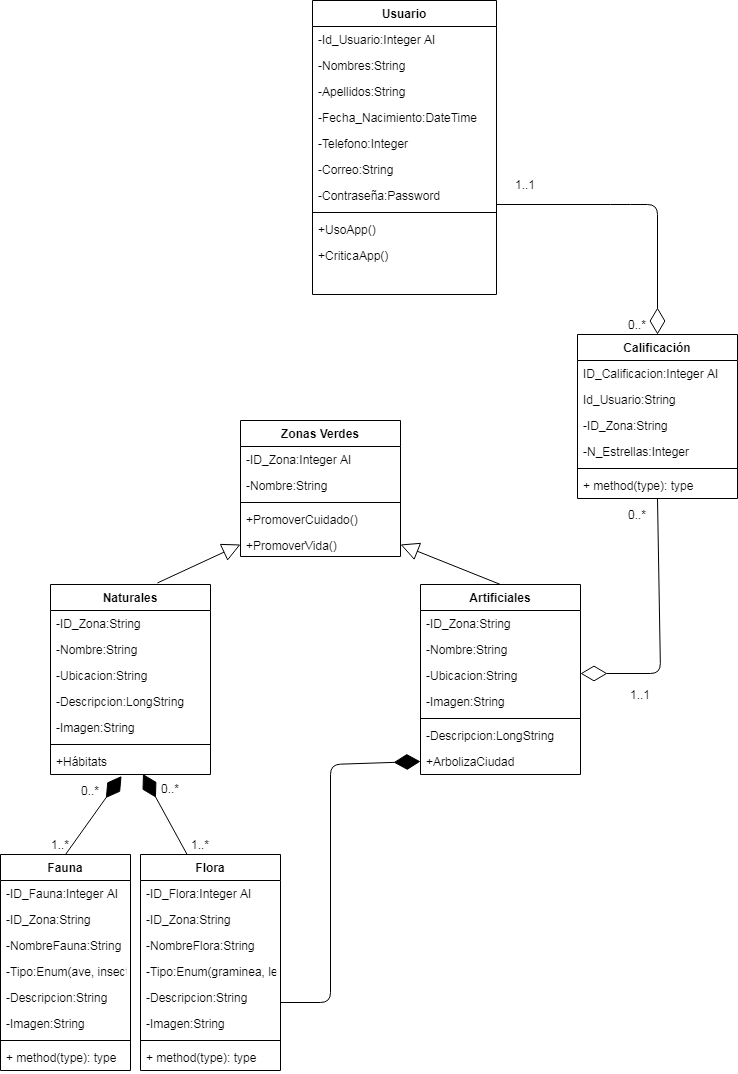 Usuario
-Id_Usuario:Integer AI
-Nombres:String
-Apellidos:String
-Fecha_Nacimiento:DateTime
-Telefono:Integer
-Correo:String
-Contraseña:Password
+UsoApp()
+CriticaApp()
1..1
0..*
Calificación
ID_Calificacion:Integer AI
Id_Usuario:String
-ID_Zona:String
-N_Estrellas:Integer
+ method(type): type
0..*
Zonas Verdes
-ID_Zona:Integer AI
-Nombre:String
+PromoverCuidado()
+PromoverVida()
Naturales
-ID_Zona:String
-Nombre:String
-Ubicacion:String
-Descripcion:LongString
-Imagen:String
+Hábitats
Artificiales
-ID_Zona:String
-Nombre:String
-Ubicacion:String
-Imagen:String
-Descripcion:LongString
+ArbolizaCiudad
1..1
0..*
0..*
1..*
1..*
Fauna
-ID_Fauna:Integer AI
-ID_Zona:String
-NombreFauna:String
-Tipo:Enum(ave, insec
-Descripcion:String
-Imagen:String
+ method(type): type
Flora
-ID_Flora:Integer AI
-ID_Zona:String
-NombreFlora:String
-Tipo:Enum(graminea, le
-Descripcion:String
-Imagen:String
+ method(type): type